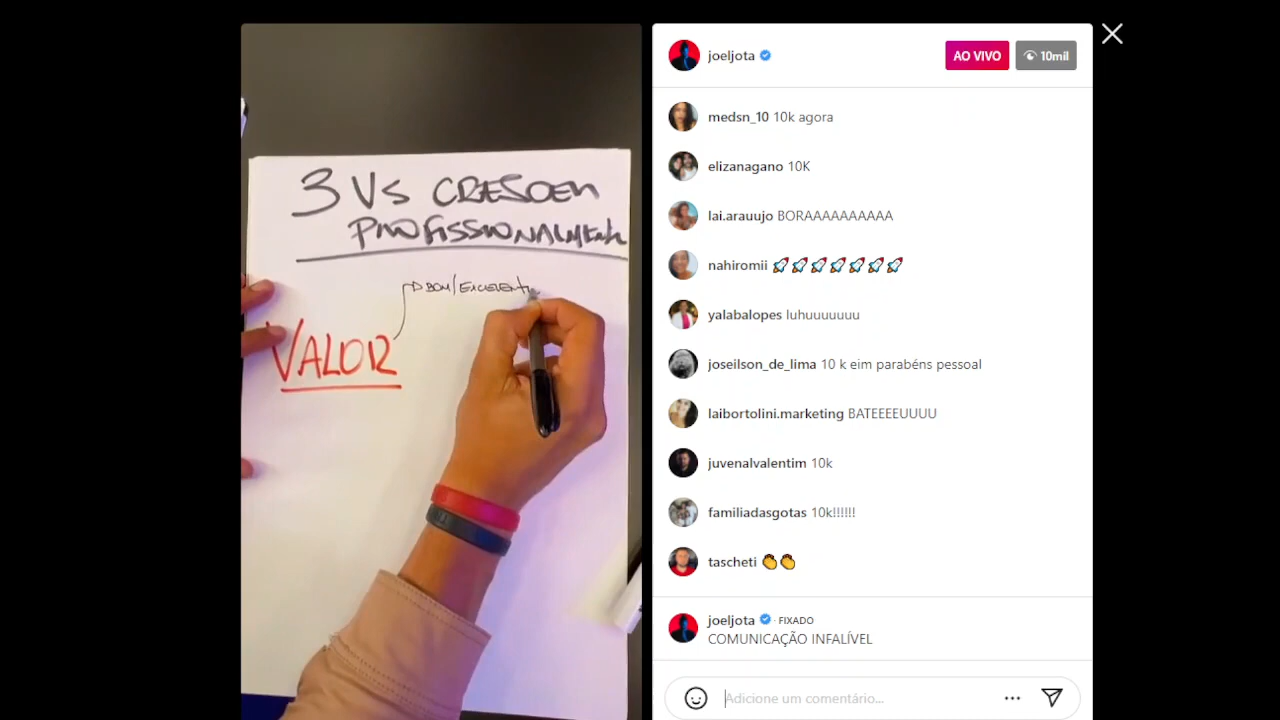 3 Vs CRESCER
PROFISSIONALMENTE
BOM/EXCELENTE
VALOR
joeljota
AO VIVO
10mil
medsn_10 10k agora
elizanagano 10K
lai.arauujo BORAAAAAAAAAA
nahiromii 🚀🚀🚀🚀🚀🚀🚀
yalabalopes luhuuuuuuu
joseilson_de_lima 10 k eim parabéns pessoal
laibortolini.marketing BATEEEEUUUU
juvenalvalentim 10k
familiadasgotas 10k!!!!!!
tascheti 👏👏
joeljota · FIXADO
COMUNICAÇÃO INFALÍVEL
Adicione um comentário...